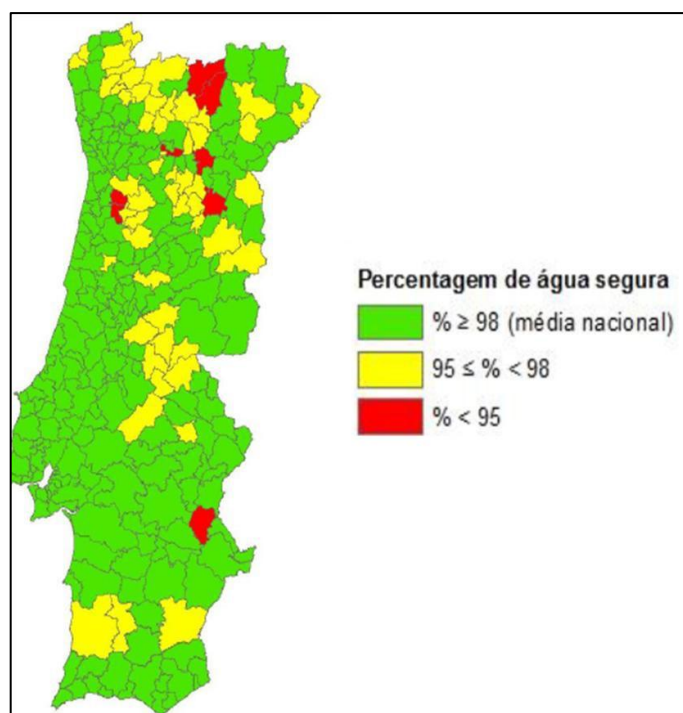 Percentagem de água segura
% ≥ 98 (média nacional)
95 ≤ % < 98
% < 95